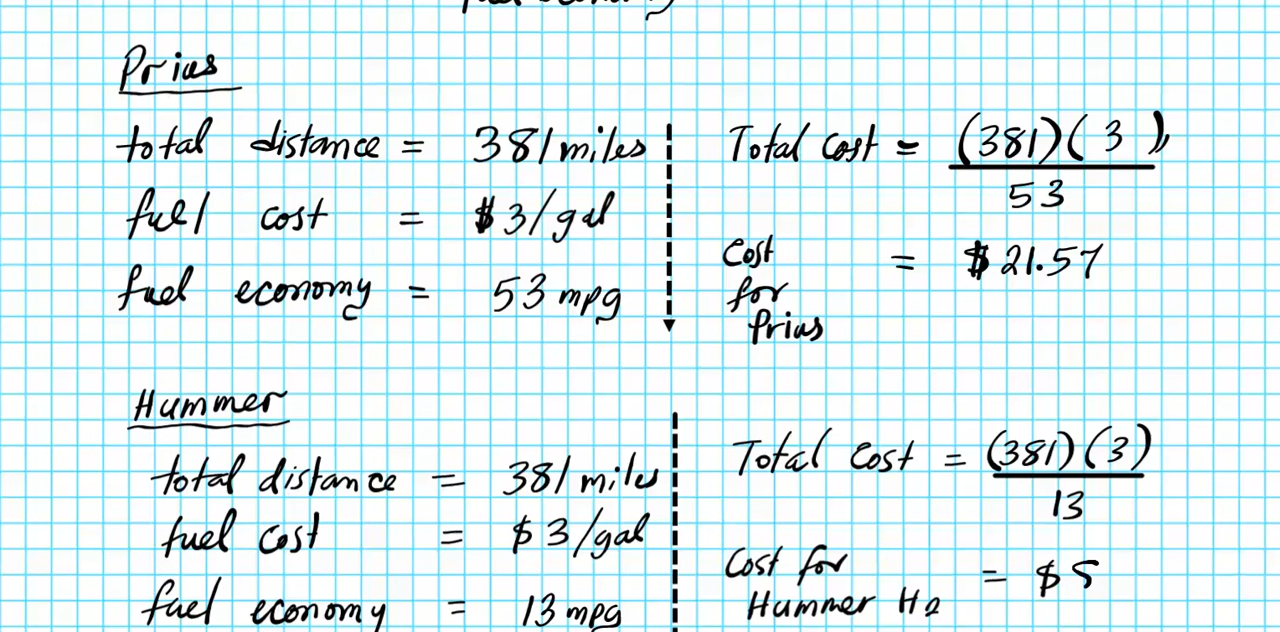 fuel economy
Prius
total distance = 381 miles
fuel cost = $3/gal
fuel economy = 53 mpg
Total Cost = (381)(3)
53
Cost for Prius = $21.57
Hummer
total distance = 381 miles
fuel cost = $3/gal
fuel economy = 13 mpg
Total Cost = (381)(3)
13
Cost for Hummer H2 = $5